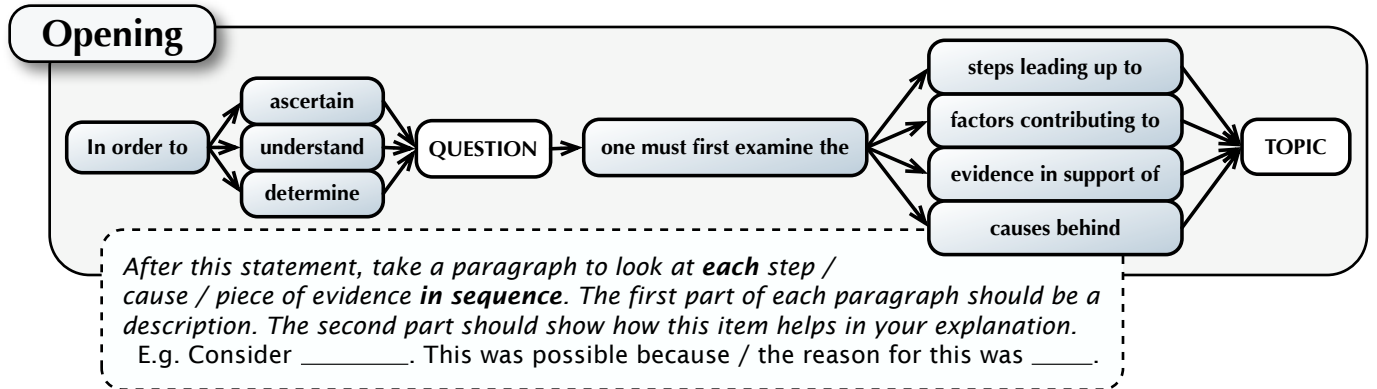 Opening
In order to
ascertain
understand
determine
QUESTION
one must first examine the
steps leading up to
factors contributing to
evidence in support of
causes behind
TOPIC
After this statement, take a paragraph to look at each step /
cause / piece of evidence in sequence. The first part of each paragraph should be a
description. The second part should show how this item helps in your explanation.
E.g. Consider _________. This was possible because / the reason for this was _____.